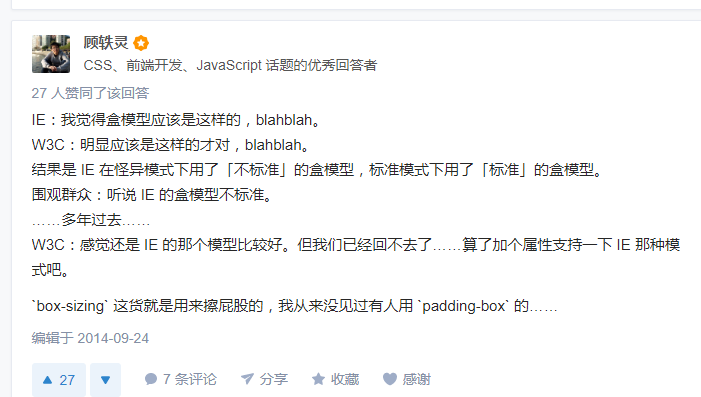 顾轶灵
CSS、前端开发、JavaScript 话题的优秀回答者
27 人赞同了该回答
IE：我觉得盒模型应该是这样的，blahblah。
W3C：明显应该是这样的才对，blahblah。
结果是 IE 在怪异模式下用了「不标准」的盒模型，标准模式下用了「标准」的盒模型。
围观群众：听说 IE 的盒模型不标准。
……多年过去……
W3C：感觉还是 IE 的那个模型比较好。但我们已经回不去了……算了加个属性支持一下 IE 那种模
式吧。
`box-sizing` 这货就是用来擦屁股的，我从来没见过有人用 `padding-box` 的……
编辑于 2014-09-24
27 7 条评论 分享 收藏 感谢